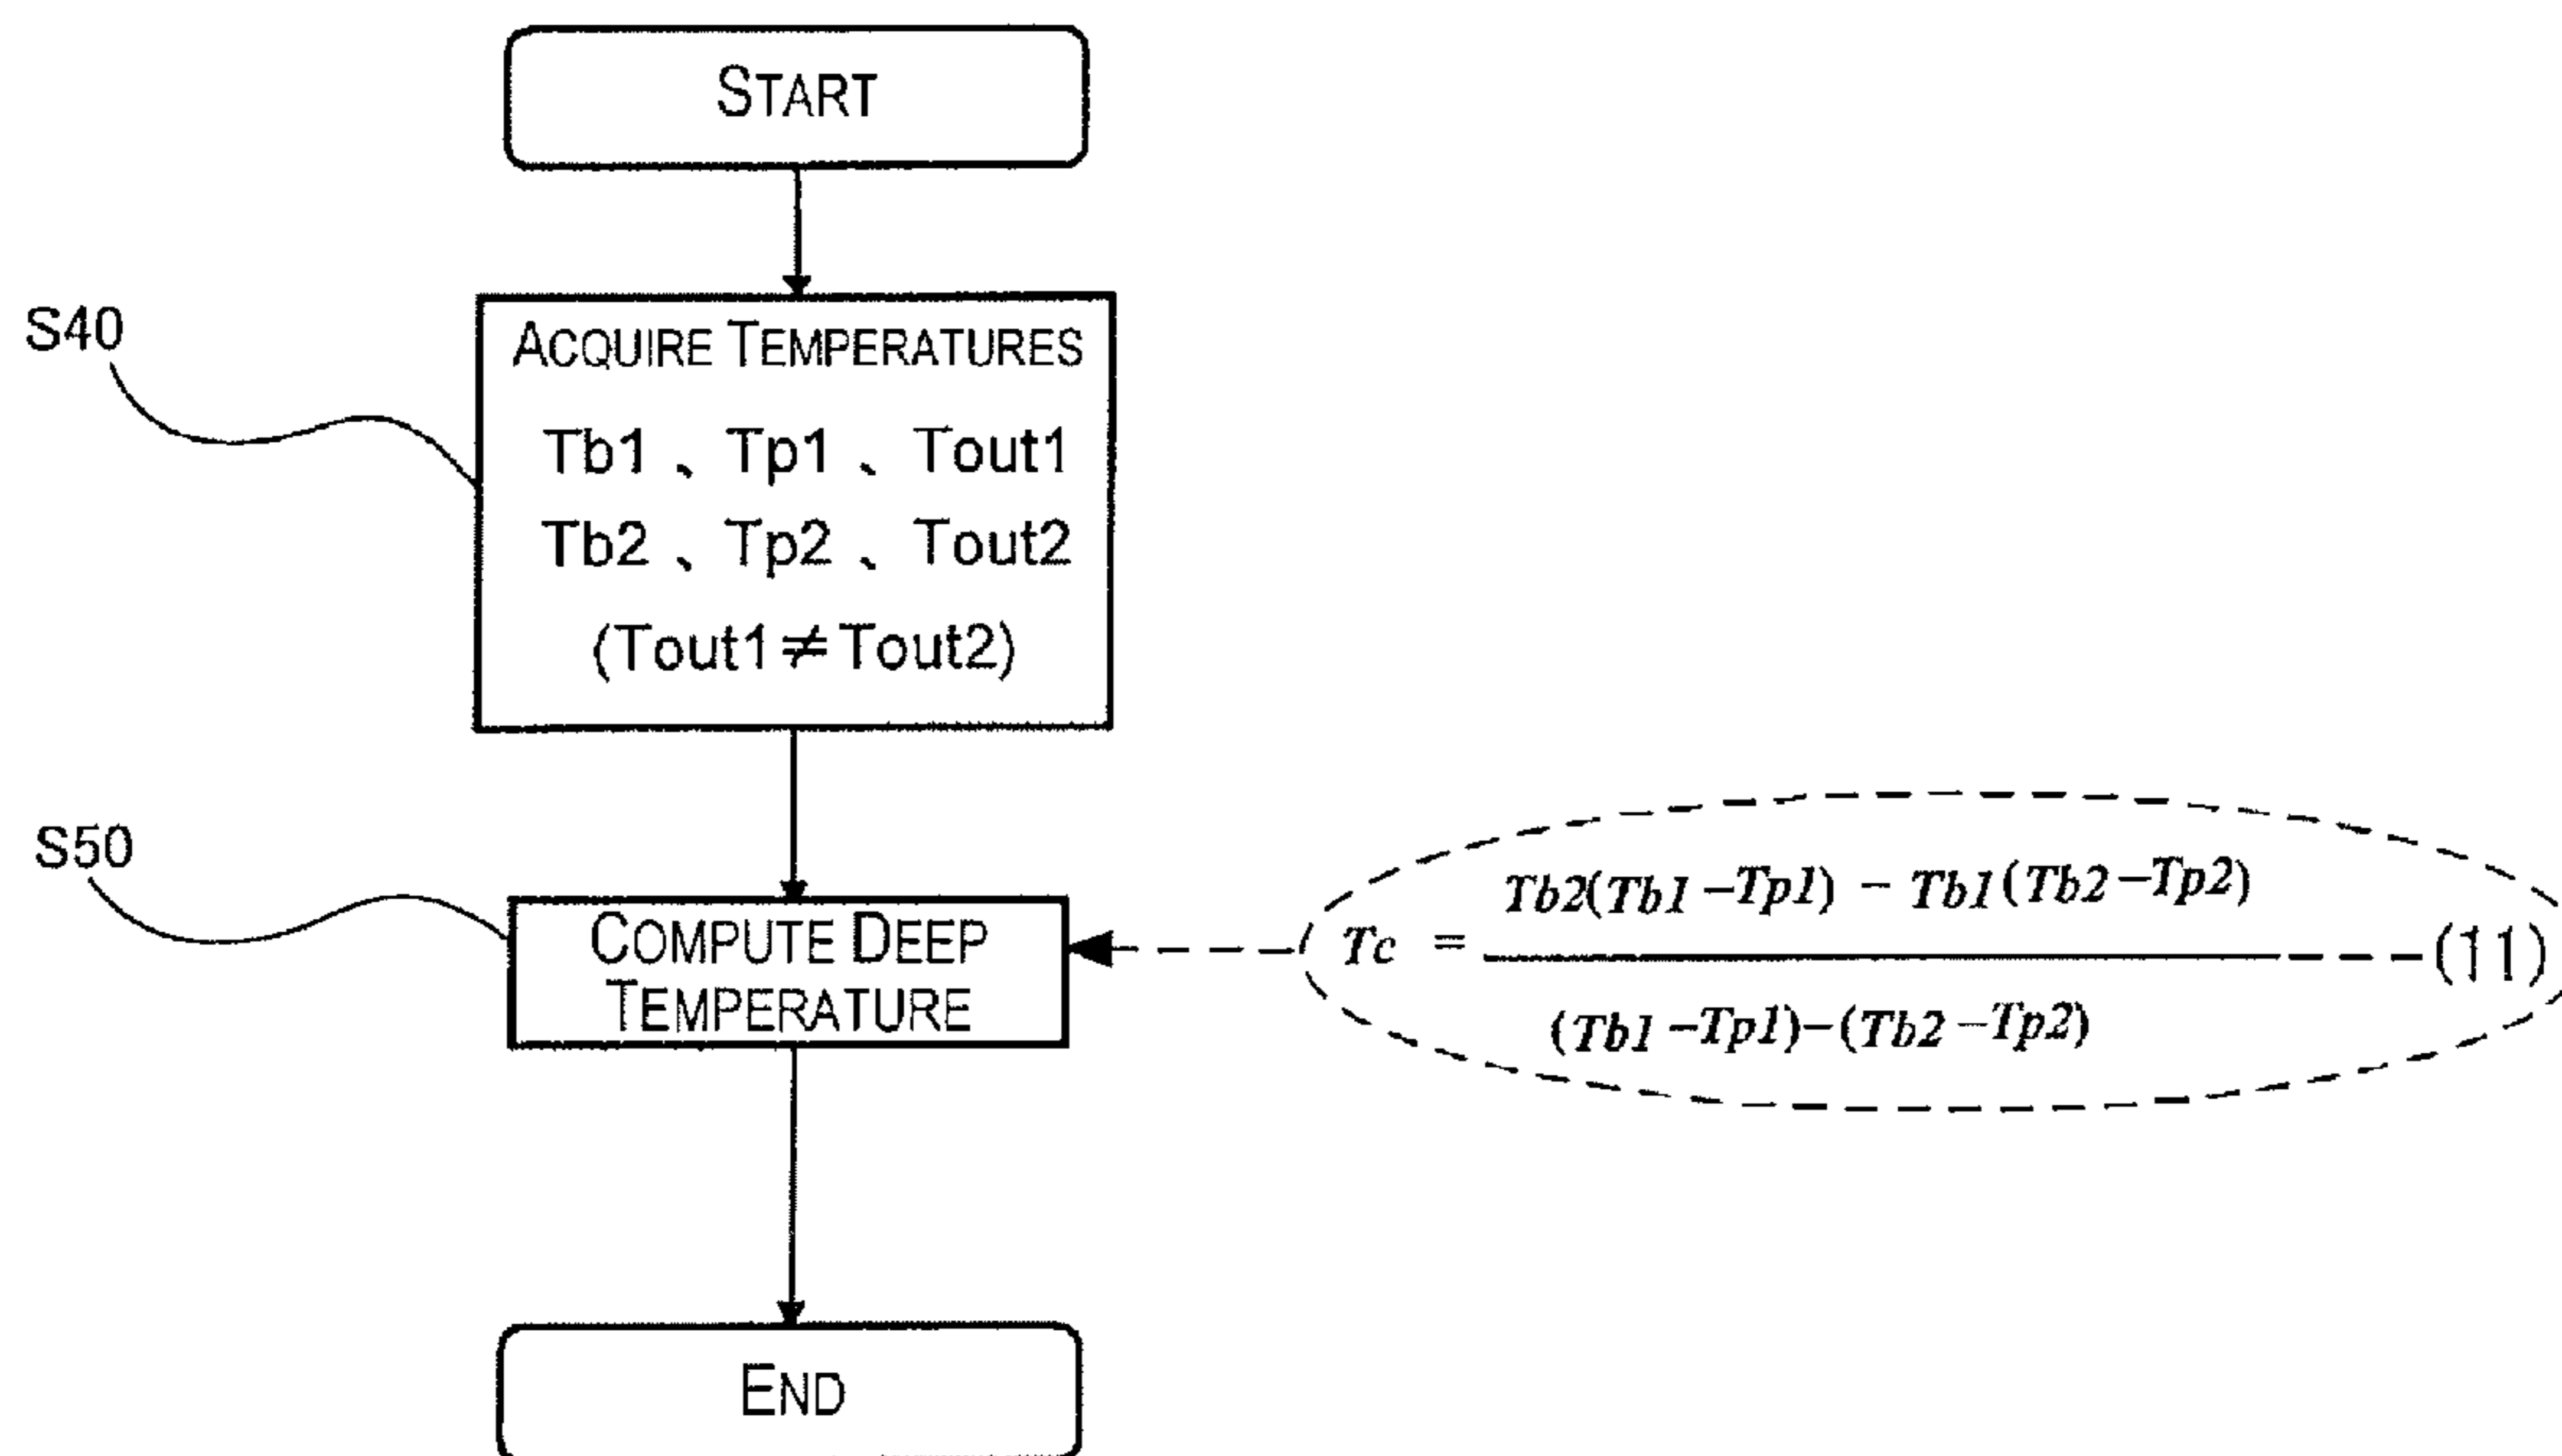 START
S40
ACQUIRE TEMPERATURES
Tb1、Tp1、Tout1
Tb2、Tp2、Tout2
(Tout1≠Tout2)
S50
COMPUTE DEEP
TEMPERATURE
Tb2(Tb1-Tp1) - Tb1(Tb2-Tp2)
Tc = ---(11)
(Tb1-Tp1)-(Tb2-Tp2)
END